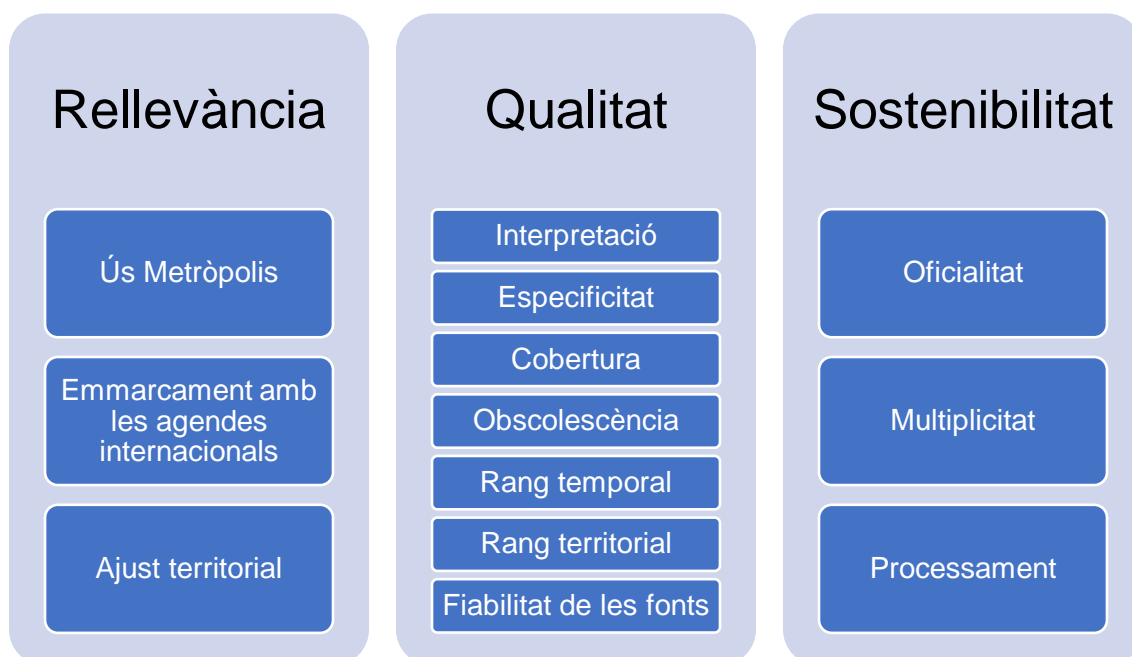 Rellevància
Ús Metròpolis
Emmarcament amb
les agendes
internacionals
Ajust territorial
Qualitat
Interpretació
Especificitat
Cobertura
Obscolescència
Rang temporal
Rang territorial
Fiabilitat de les fonts
Sostenibilitat
Oficialitat
Multiplicitat
Processament